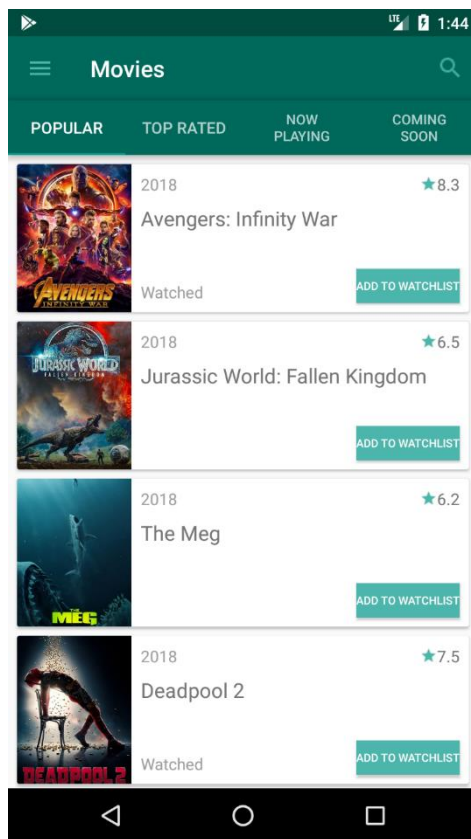 LTE 1:44
Movies
POPULAR
TOP RATED
NOW
PLAYING
COMING
SOON
2018
★8.3
Avengers: Infinity War
AVENGERS
INFINITY WAR
Watched
ADD TO WATCHLIST
2018
★6.5
JURASSIC WORLD
FALLEN KINGDOM
Jurassic World: Fallen Kingdom
ADD TO WATCHLIST
2018
★6.2
The Meg
THE
MEG
ADD TO WATCHLIST
2018
★7.5
Deadpool 2
DEADPOOL 2
Watched
ADD TO WATCHLIST